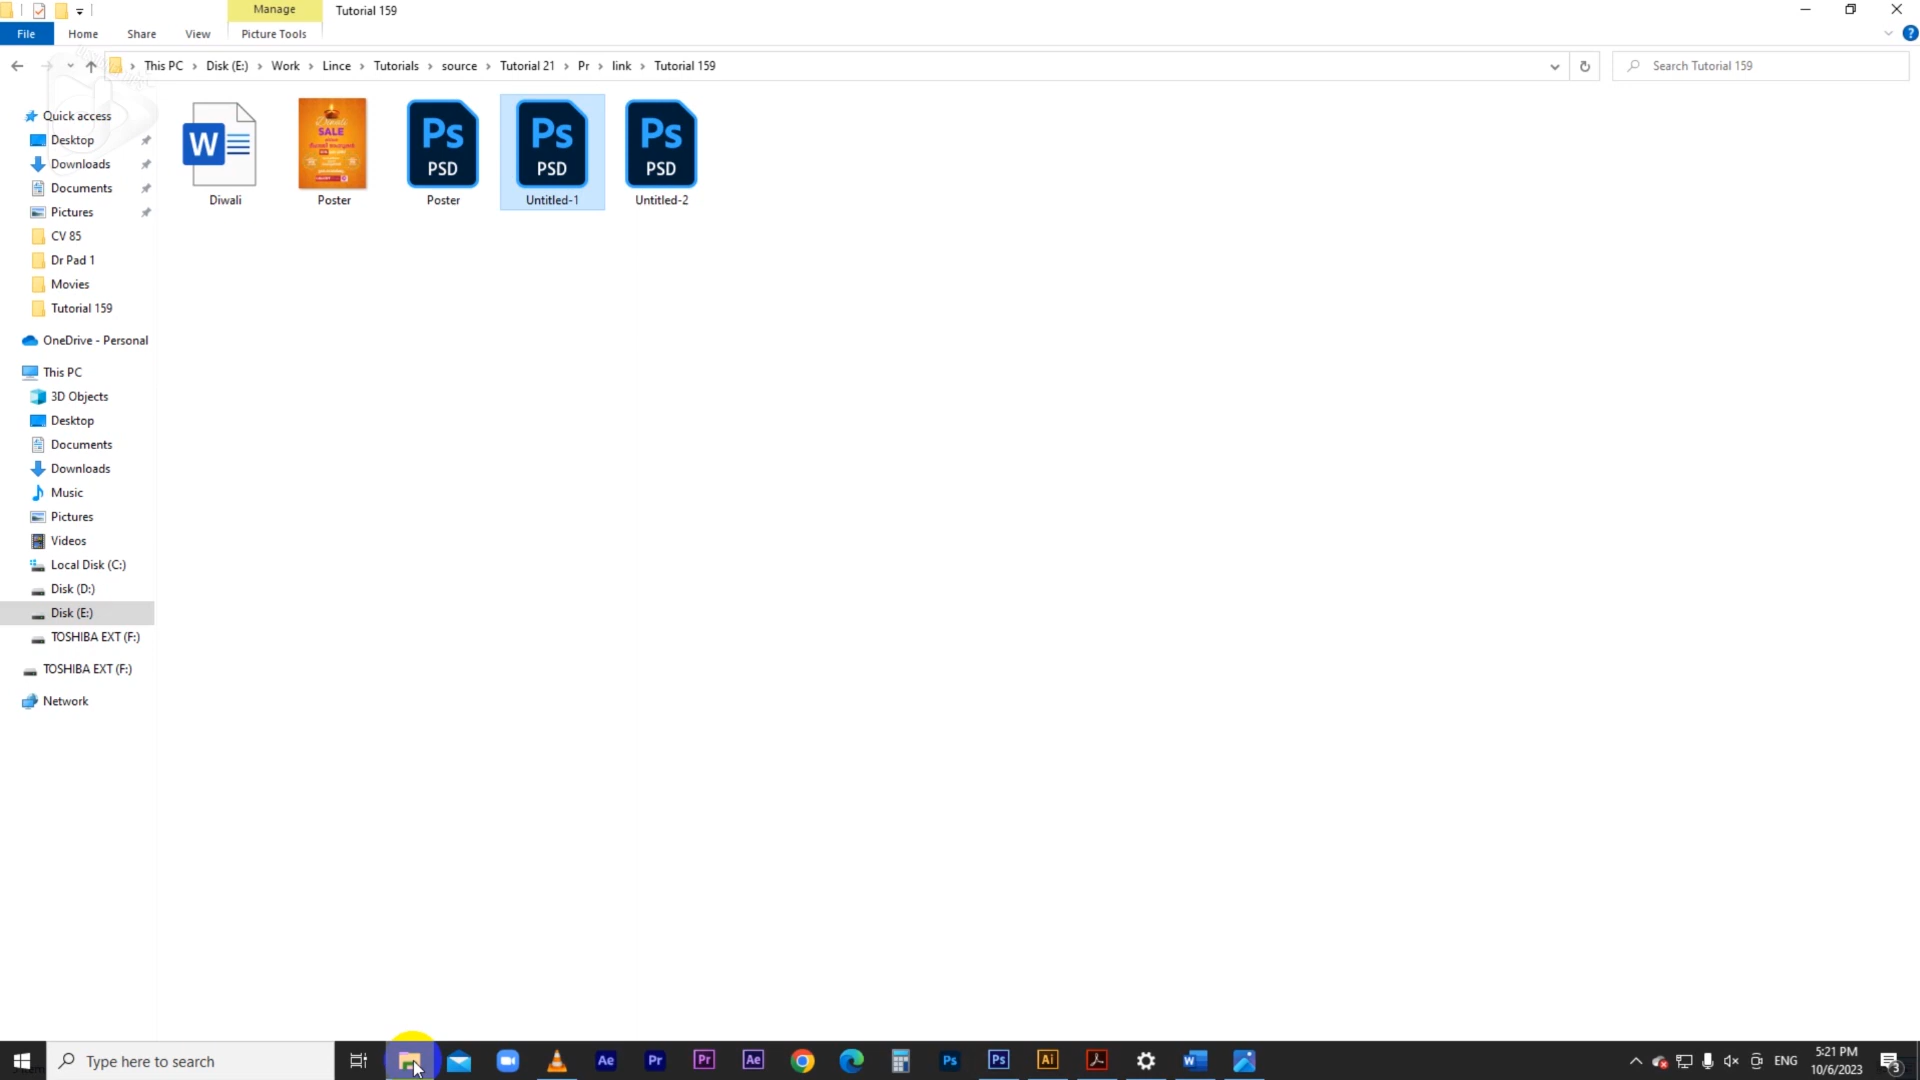 Manage
Tutorial 159
File
Home
Share
View
Picture Tools
This PC
Disk (E:)
Work
Lince
Tutorials
source
Tutorial 21
Pr
link
Tutorial 159
Search Tutorial 159
Quick access
Desktop
Downloads
Documents
Pictures
CV 85
Dr Pad 1
Movies
Tutorial 159
OneDrive - Personal
This PC
3D Objects
Desktop
Documents
Downloads
Music
Pictures
Videos
Local Disk (C:)
Disk (D:)
Disk (E:)
TOSHIBA EXT (F:)
TOSHIBA EXT (F:)
Network
W
Diwali
Diwali
SALE
Poster
Ps
PSD
Poster
Ps
PSD
Untitled-1
Ps
PSD
Untitled-2
Type here to search
Ae
Pr
Pr
Ae
Ps
Ps
Ai
W
ENG
5:21 PM
10/6/2023
3